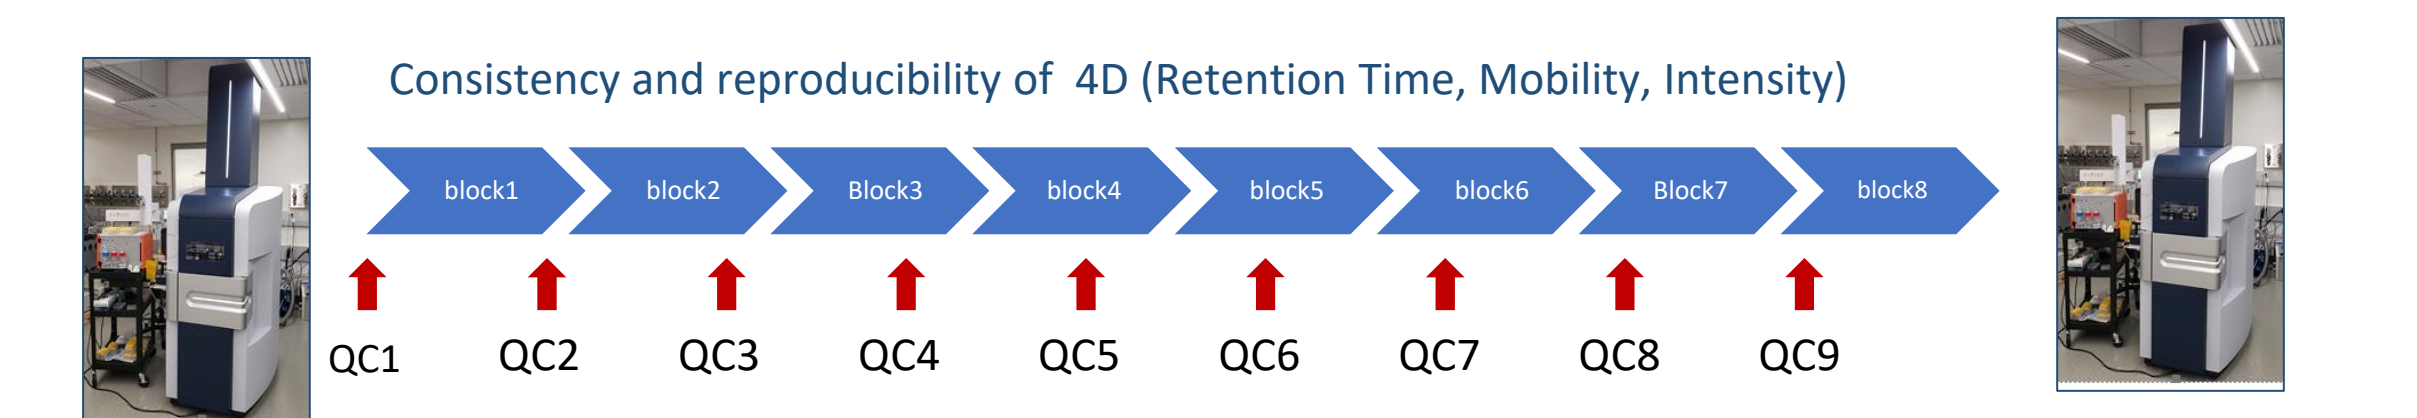 Consistency and reproducibility of 4D (Retention Time, Mobility, Intensity)
block1 block2 Block3 block4 block5 block6 Block7 block8
QC1 QC2 QC3 QC4 QC5 QC6 QC7 QC8 QC9